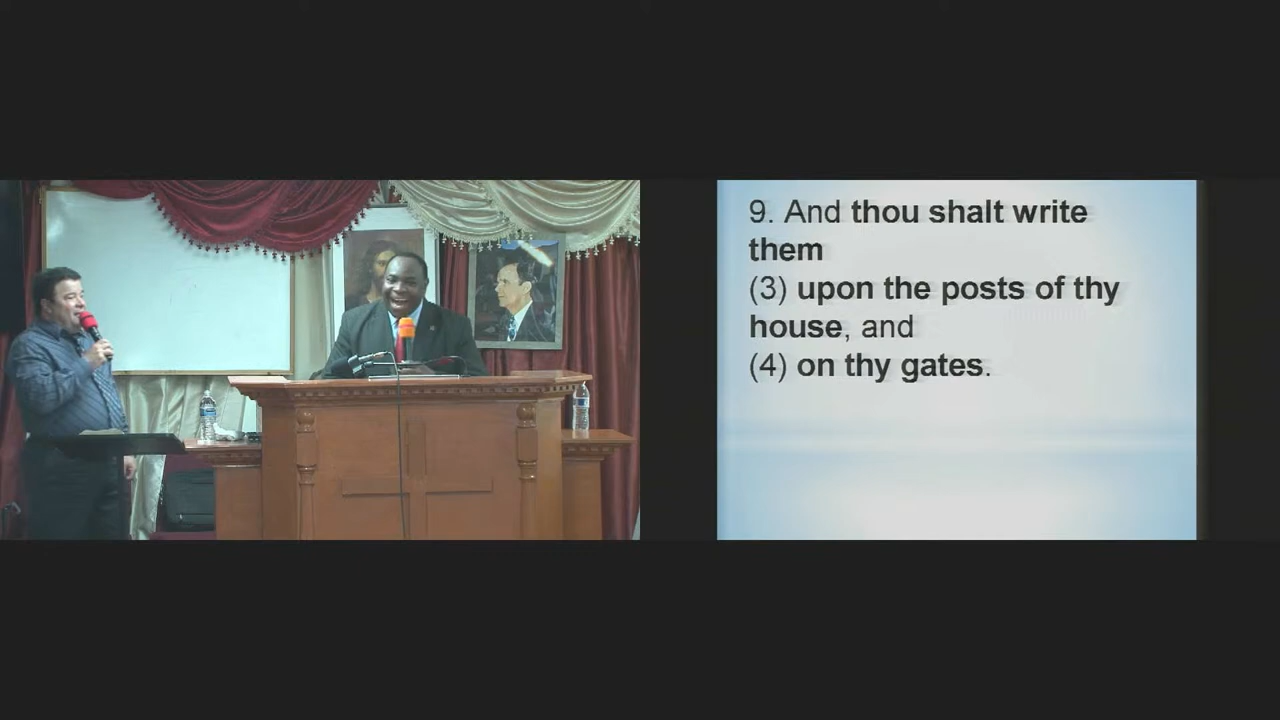 9. And thou shalt write
them
(3) upon the posts of thy
house, and
(4) on thy gates.